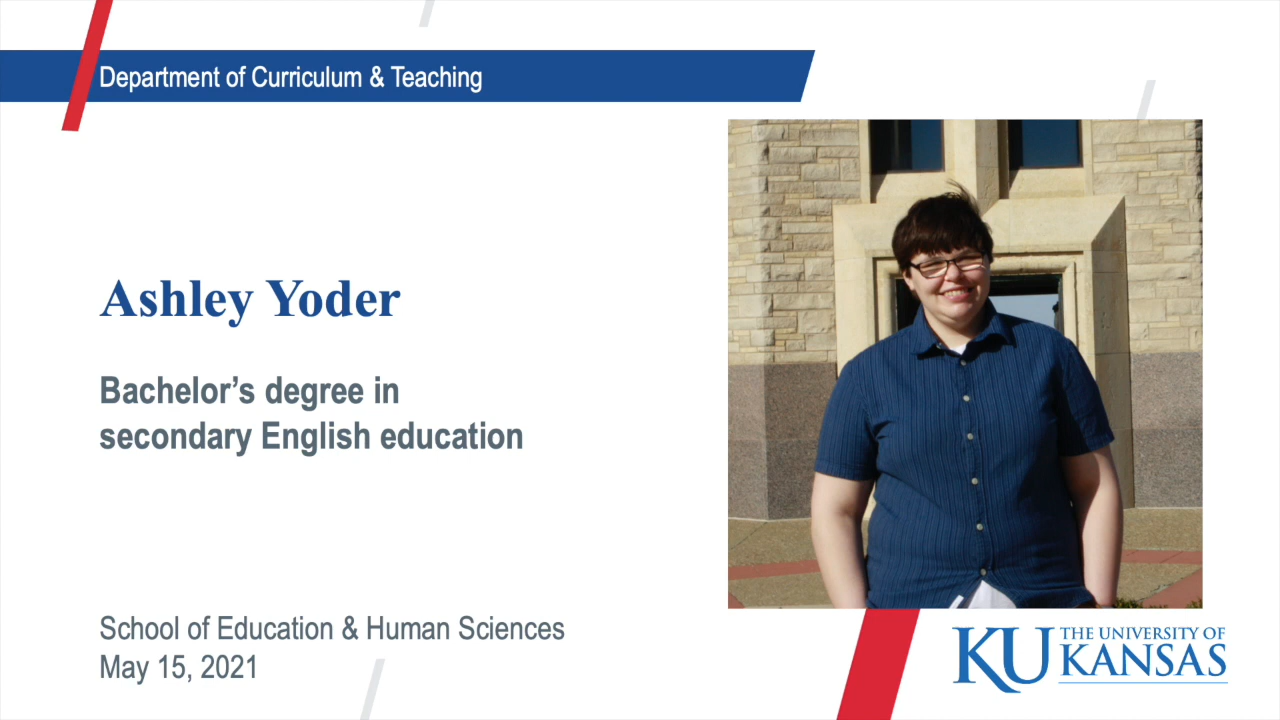 Department of Curriculum & Teaching
Ashley Yoder
Bachelor’s degree in
secondary English education
School of Education & Human Sciences
May 15, 2021
KU THE UNIVERSITY OF
KANSAS